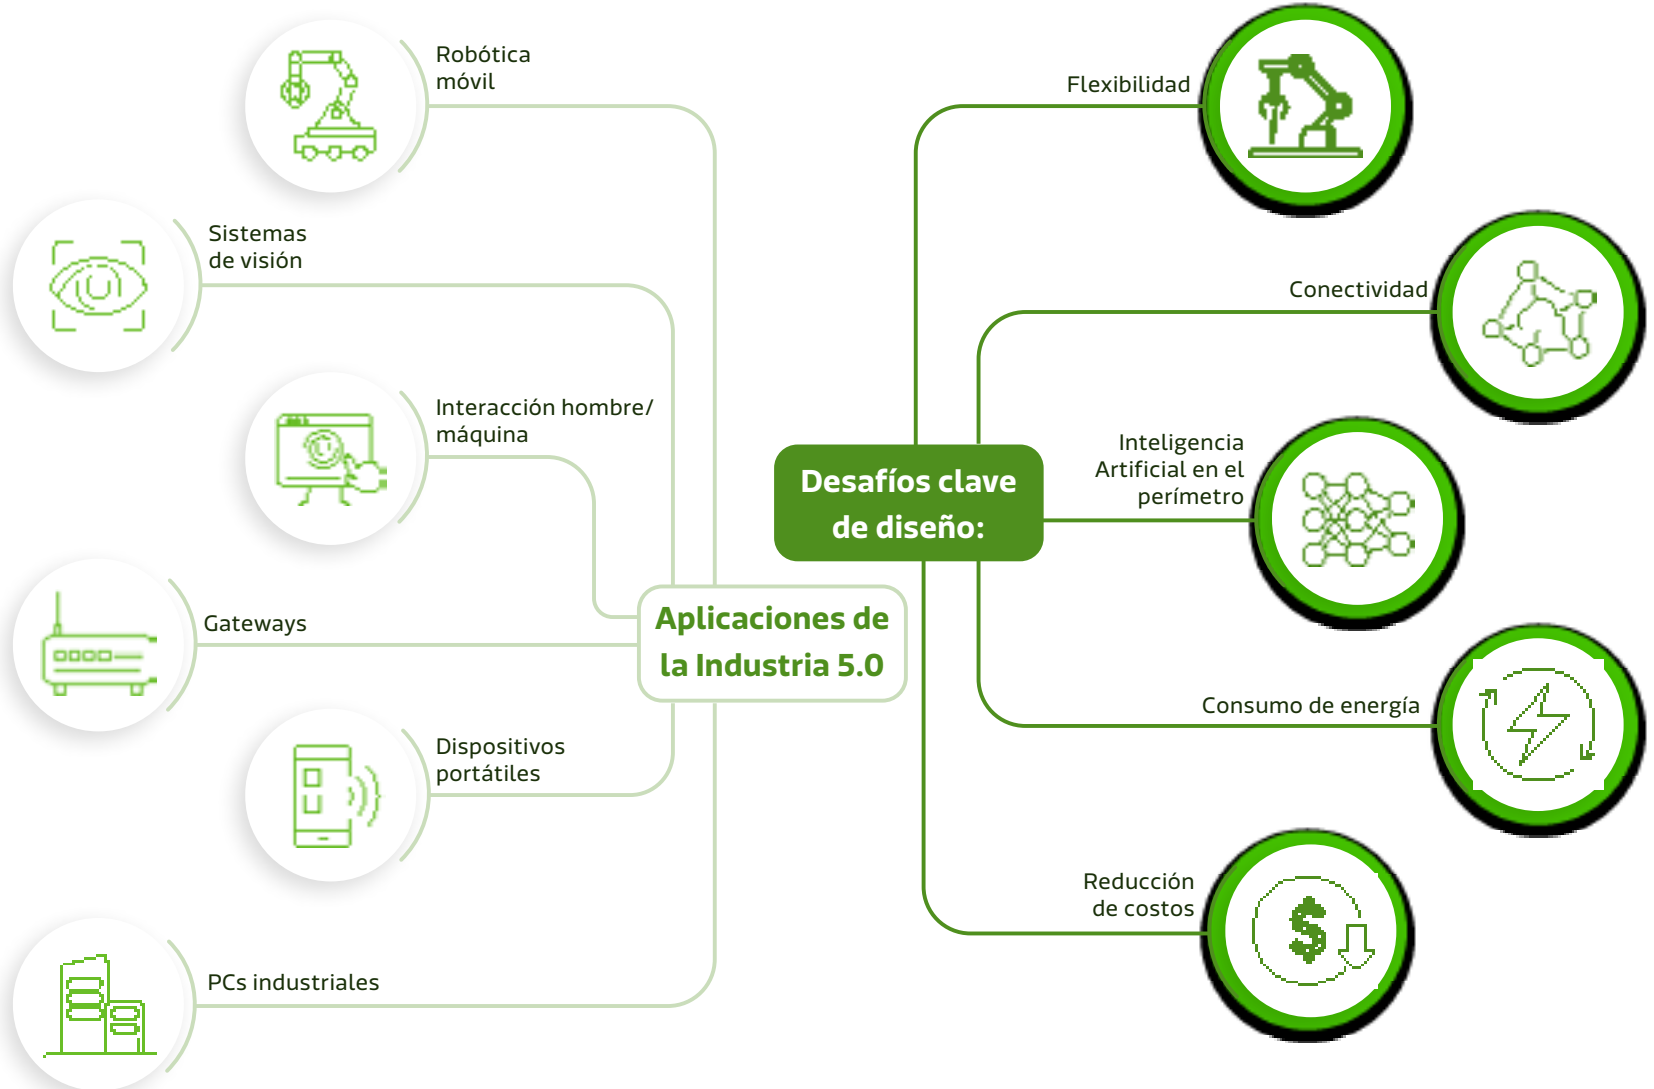 Robótica
móvil
Sistemas
de visión
Interacción hombre/
máquina
Gateways
Dispositivos
portátiles
PCs industriales
Aplicaciones de
la Industria 5.0
Desafíos clave
de diseño:
Flexibilidad
Conectividad
Inteligencia
Artificial en el
perímetro
Consumo de energía
Reducción
de costos